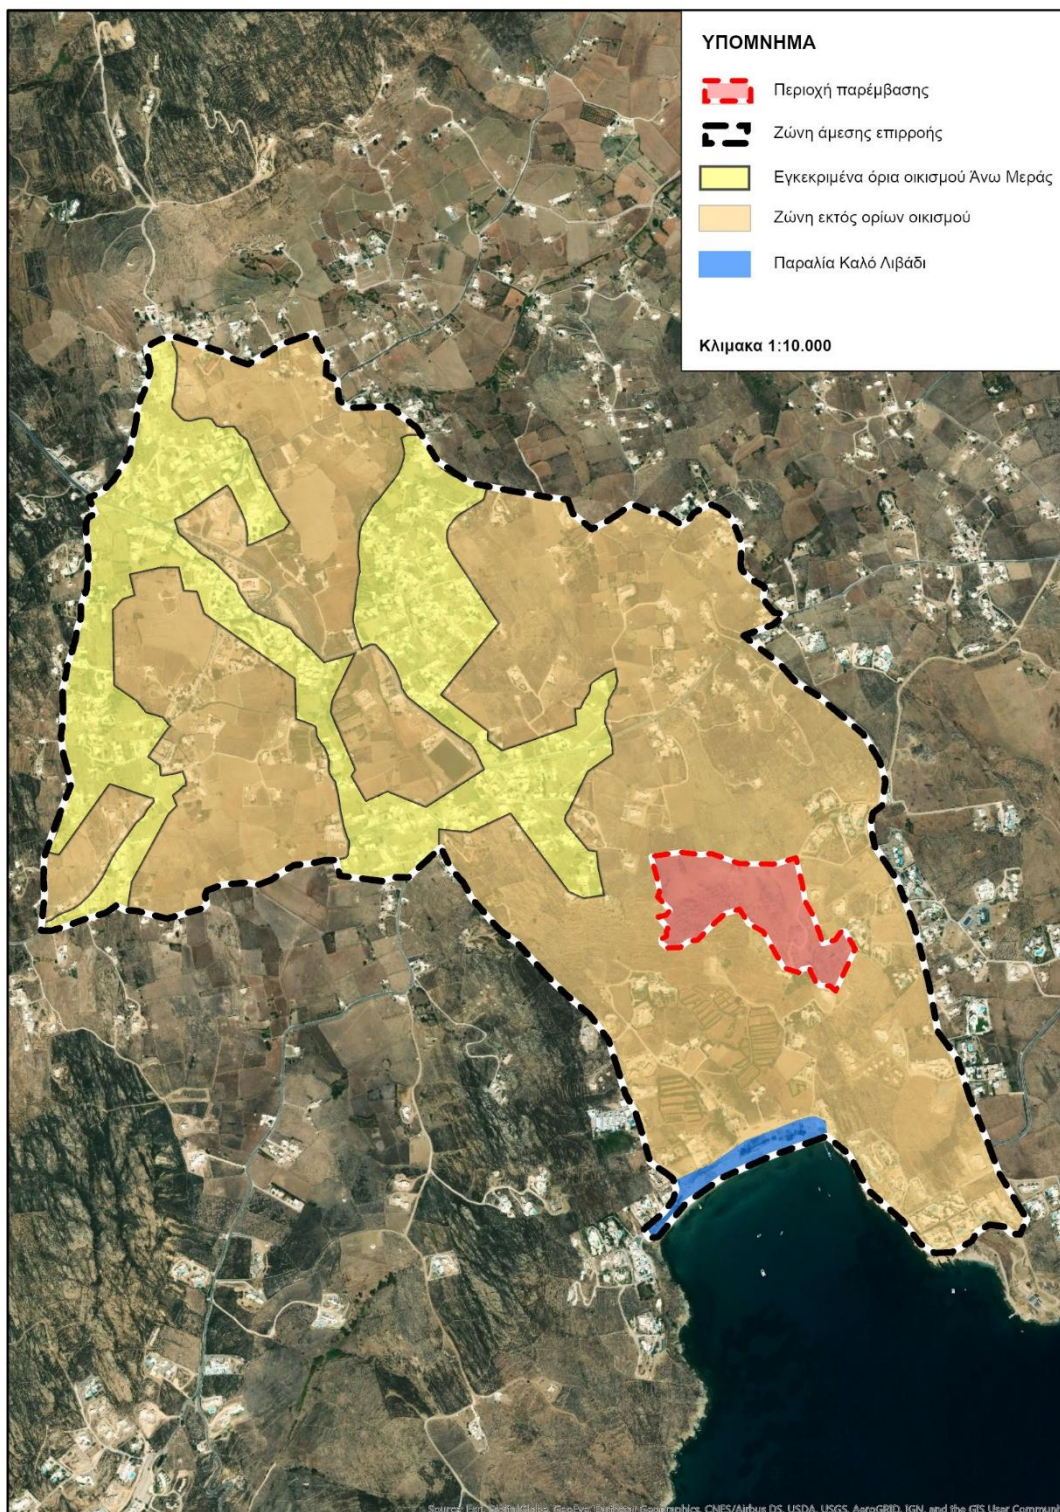 ΥΠΟΜΝΗΜΑ
Περιοχή παρέμβασης
Ζώνη άμεσης επιρροής
Εγκεκριμένα όρια οικισμού Άνω Μεράς
Ζώνη εκτός ορίων οικισμού
Παραλία Καλό Λιβάδι
Κλιμακα 1:10.000
Source: Esri, DigitalGlobe, GeoEye, Earthstar Geographics, CNES/Airbus DS, USDA, USGS, AeroGRID, IGN, and the GIS User Community